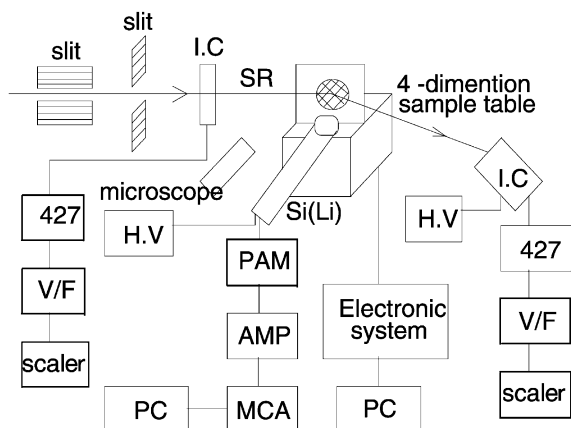 slit
slit
I.C
SR
4 -dimention
sample table
microscope
Si(Li)
I.C
427
H.V
H.V
427
PAM
V/F
Electronic
system
V/F
AMP
scaler
scaler
PC
MCA
PC